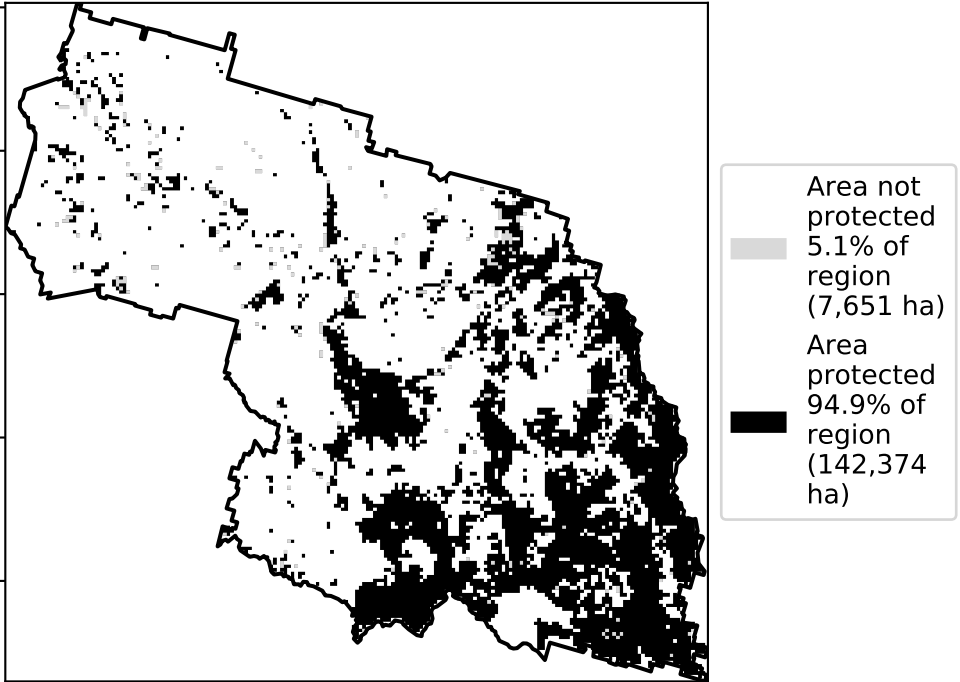 Area not
protected
5.1% of
region
(7,651 ha)
Area
protected
94.9% of
region
(142,374
ha)